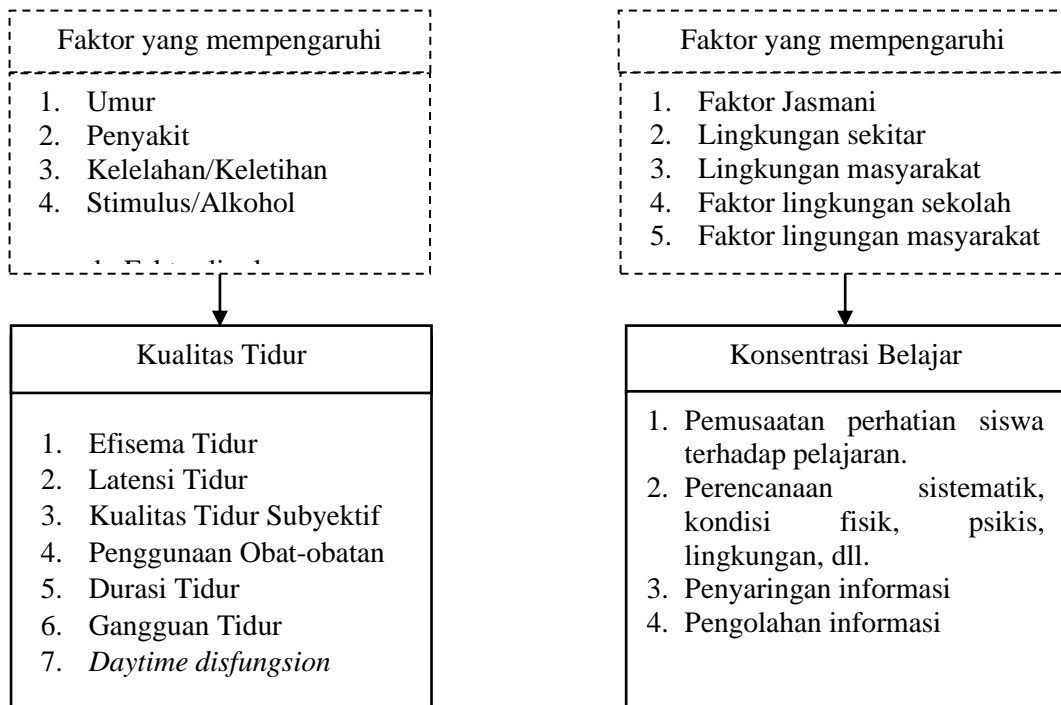 Faktor yang mempengaruhi
1. Umur
2. Penyakit
3. Kelelahan/Keletihan
4. Stimulus/Alkohol
Kualitas Tidur
1. Efisema Tidur
2. Latensi Tidur
3. Kualitas Tidur Subyektif
4. Penggunaan Obat-obatan
5. Durasi Tidur
6. Gangguan Tidur
7. Daytime disfungsion
Faktor yang mempengaruhi
1. Faktor Jasmani
2. Lingkungan sekitar
3. Lingkungan masyarakat
4. Faktor lingkungan sekolah
5. Faktor lingungan masyarakat
Konsentrasi Belajar
1. Pemusaatan perhatian siswa
terhadap pelajaran.
2. Perencanaan sistematik,
kondisi fisik, psikis,
lingkungan, dll.
3. Penyaringan informasi
4. Pengolahan informasi